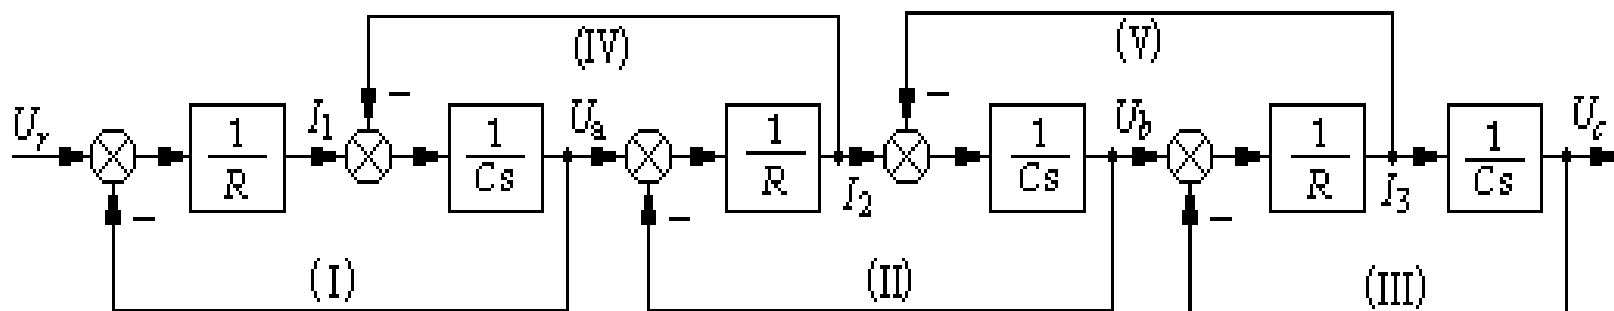 (IV) (V)
U_r − 1/R I_1 − 1/Cs U_a − 1/R I_2 − 1/Cs U_b − 1/R I_3 1/Cs U_c
(I) (II) (III)